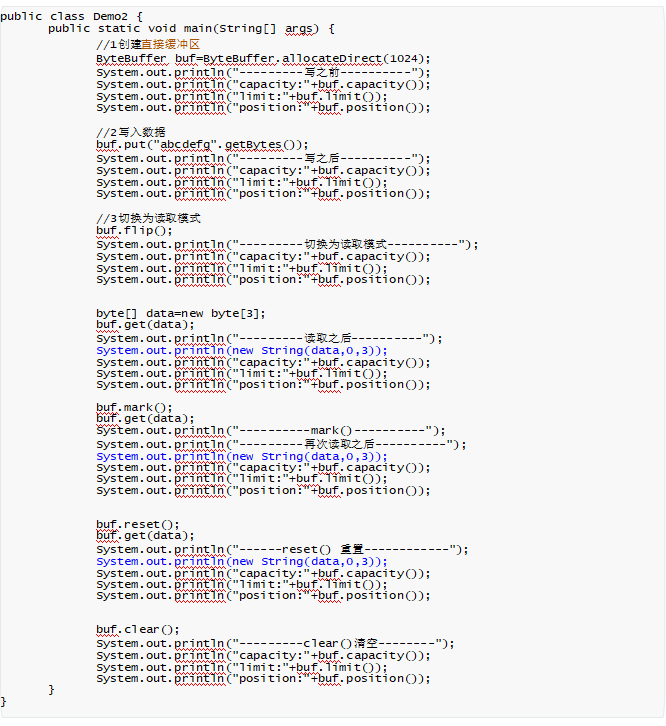 public class Demo2 {
public static void main(String[] args) {
//1创建直接缓冲区
ByteBuffer buf=ByteBuffer.allocateDirect(1024);
System.out.println("---------写之前----------");
System.out.println("capacity:"+buf.capacity());
System.out.println("limit:"+buf.limit());
System.out.println("position:"+buf.position());
//2写入数据
buf.put("abcdefg".getBytes());
System.out.println("---------写之后----------");
System.out.println("capacity:"+buf.capacity());
System.out.println("limit:"+buf.limit());
System.out.println("position:"+buf.position());
//3切换为读取模式
buf.flip();
System.out.println("---------切换为读取模式----------");
System.out.println("capacity:"+buf.capacity());
System.out.println("limit:"+buf.limit());
System.out.println("position:"+buf.position());
byte[] data=new byte[3];
buf.get(data);
System.out.println("---------读取之后----------");
System.out.println(new String(data,0,3));
System.out.println("capacity:"+buf.capacity());
System.out.println("limit:"+buf.limit());
System.out.println("position:"+buf.position());
buf.mark();
buf.get(data);
System.out.println("----------mark()----------");
System.out.println("---------再次读取之后----------");
System.out.println(new String(data,0,3));
System.out.println("capacity:"+buf.capacity());
System.out.println("limit:"+buf.limit());
System.out.println("position:"+buf.position());
buf.reset();
buf.get(data);
System.out.println("------reset() 重置------------");
System.out.println(new String(data,0,3));
System.out.println("capacity:"+buf.capacity());
System.out.println("limit:"+buf.limit());
System.out.println("position:"+buf.position());
buf.clear();
System.out.println("---------clear()清空--------");
System.out.println("capacity:"+buf.capacity());
System.out.println("limit:"+buf.limit());
System.out.println("position:"+buf.position());
}
}